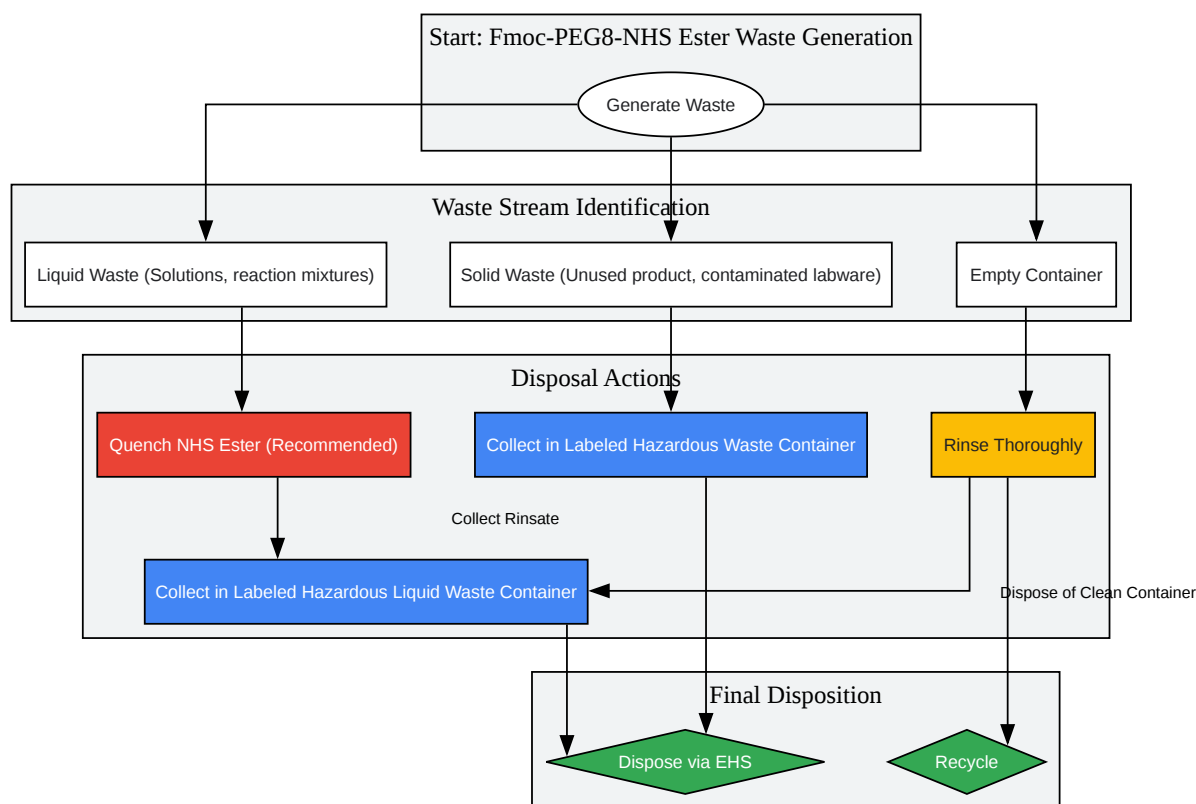 Start: Fmoc-PEG8-NHS Ester Waste Generation
Generate Waste
Waste Stream Identification
Liquid Waste (Solutions, reaction mixtures)
Solid Waste (Unused product, contaminated labware)
Empty Container
Disposal Actions
Quench NHS Ester (Recommended)
Collect in Labeled Hazardous Waste Container
Rinse Thoroughly
Collect Rinsate
Collect in Labeled Hazardous Liquid Waste Container
Dispose of Clean Container
Final Disposition
Dispose via EHS
Recycle